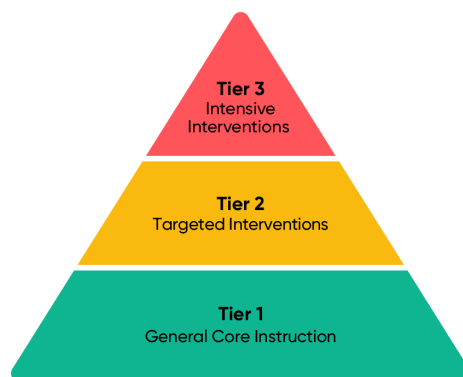 Tier 3
Intensive
Interventions
Tier 2
Targeted Interventions
Tier 1
General Core Instruction